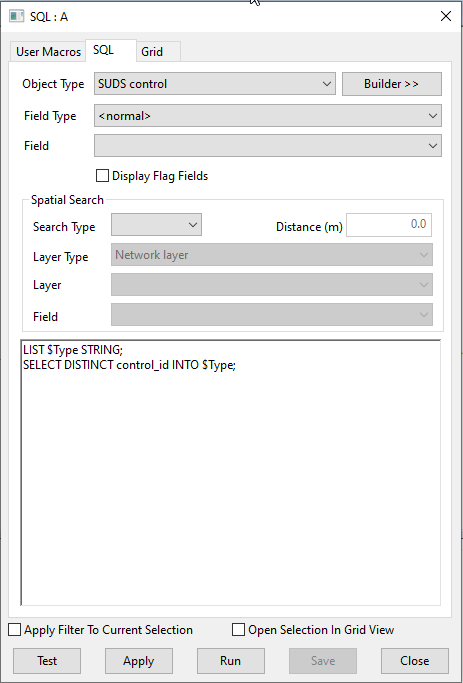 SQL : A
User Macros SQL Grid
Object Type SUDS control Builder >>
Field Type <normal>
Field
Display Flag Fields
Spatial Search
Search Type Distance (m) 0.0
Layer Type Network layer
Layer
Field
LIST $Type STRING;
SELECT DISTINCT control_id INTO $Type;
Apply Filter To Current Selection Open Selection In Grid View
Test Apply Run Save Close